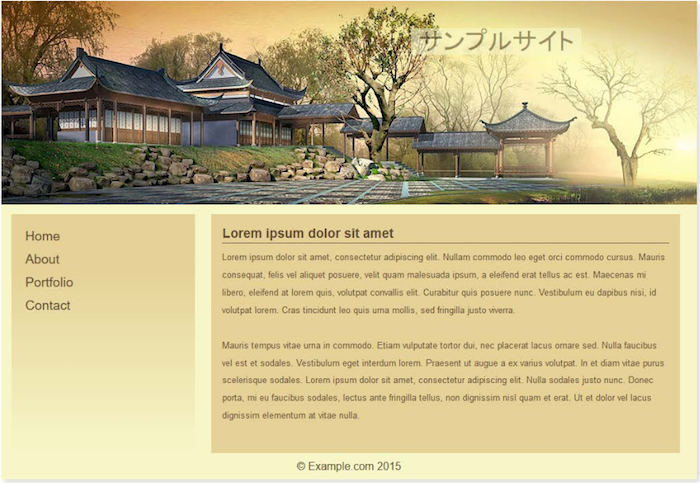 サンプルサイト
Home
About
Portfolio
Contact
Lorem ipsum dolor sit amet
Lorem ipsum dolor sit amet, consectetur adipiscing elit. Nullam commodo leo eget orci commodo cursus. Mauris
consequat, felis vel aliquet posuere, velit quam malesuada ipsum, a eleifend erat tellus ac est. Maecenas mi
libero, eleifend at lorem quis, volutpat convallis elit. Curabitur quis posuere nunc. Vestibulum eu dapibus nisi, id
volutpat lorem. Cras tincidunt leo quis urna mollis, sed fringilla justo viverra.
Mauris tempus vitae urna in commodo. Etiam vulputate tortor dui, nec placerat lacus ornare sed. Nulla faucibus
vel est et sodales. Vestibulum eget interdum lorem. Praesent ut augue a ex varius volutpat. In et diam vitae purus
scelerisque sodales. Lorem ipsum dolor sit amet, consectetur adipiscing elit. Nulla sodales justo nunc. Donec
porta, mi eu faucibus sodales, lectus ante fringilla tellus, non dignissim nisl quam et erat. Ut et dolor vel lacus
dignissim elementum at vitae nulla.
© Example.com 2015